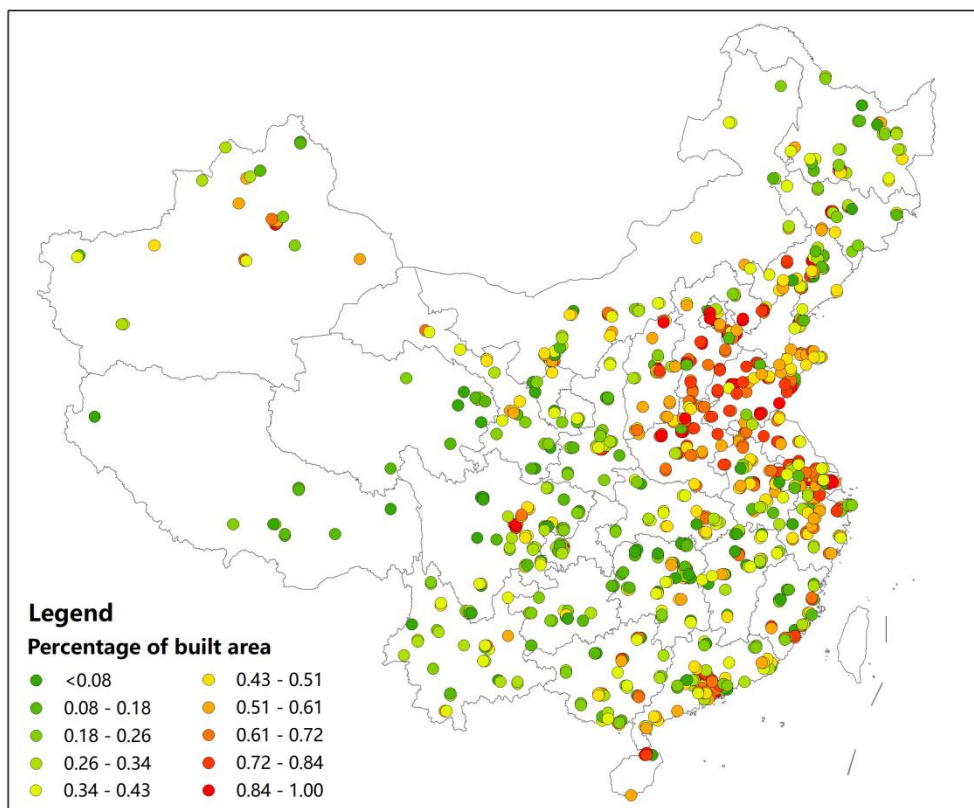 Legend
Percentage of built area
<0.08
0.08 - 0.18
0.18 - 0.26
0.26 - 0.34
0.34 - 0.43
0.43 - 0.51
0.51 - 0.61
0.61 - 0.72
0.72 - 0.84
0.84 - 1.00